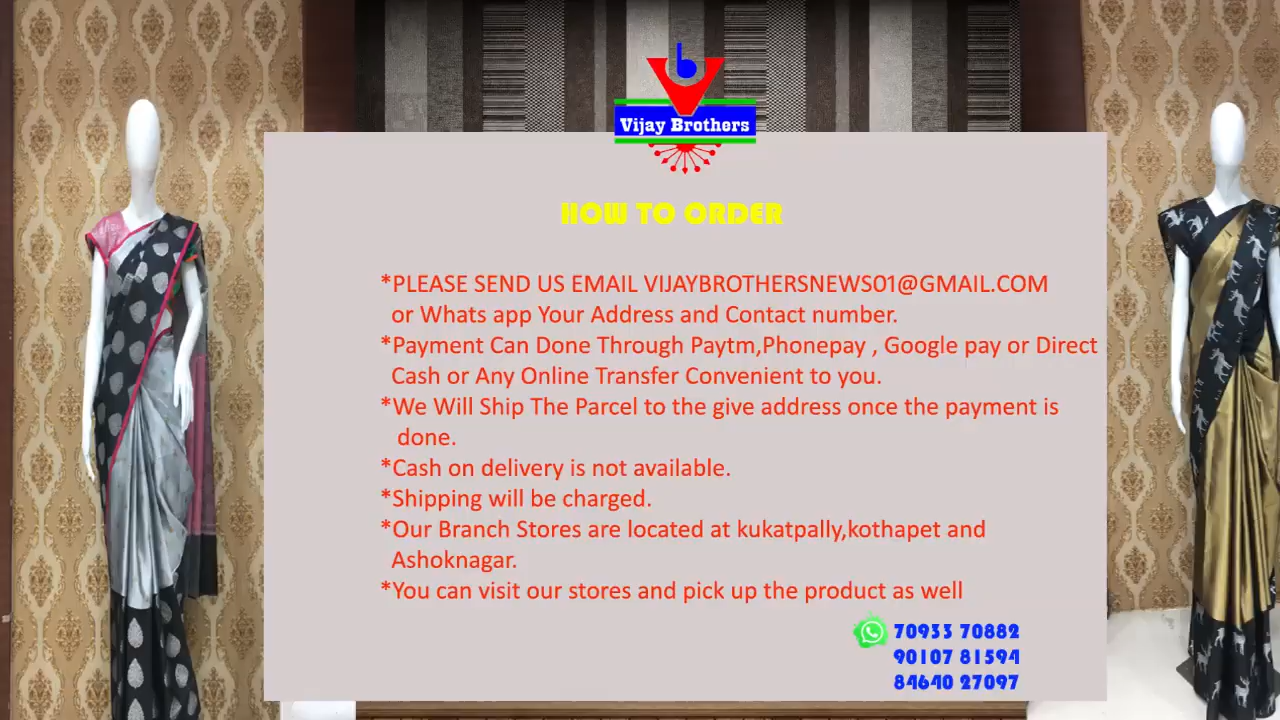 b
Vijay Brothers
HOW TO ORDER
*PLEASE SEND US EMAIL VIJAYBROTHERSNEWS01@GMAIL.COM
or Whats app Your Address and Contact number.
*Payment Can Done Through Paytm,Phonepay , Google pay or Direct
Cash or Any Online Transfer Convenient to you.
*We Will Ship The Parcel to the give address once the payment is
done.
*Cash on delivery is not available.
*Shipping will be charged.
*Our Branch Stores are located at kukatpally,kothapet and
Ashoknagar.
*You can visit our stores and pick up the product as well
70933 70882
90107 81594
84640 27097